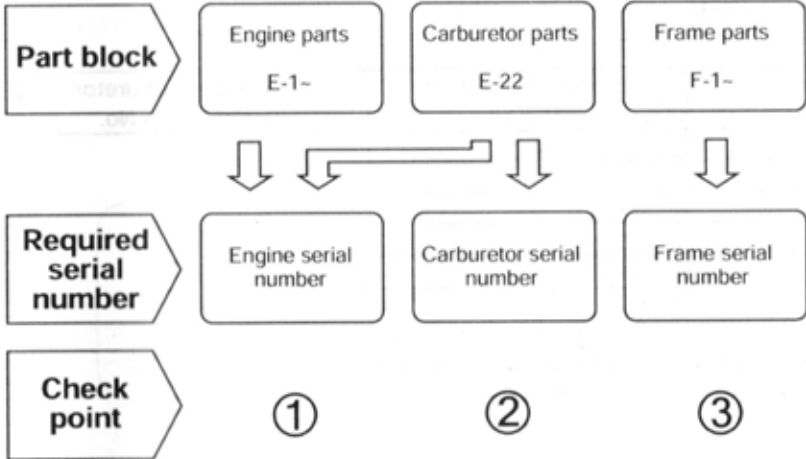 Part block
Engine parts
E-1~
Carburetor parts
E-22
Frame parts
F-1~
Required
serial
number
Engine serial
number
Carburetor serial
number
Frame serial
number
Check
point
①
②
③